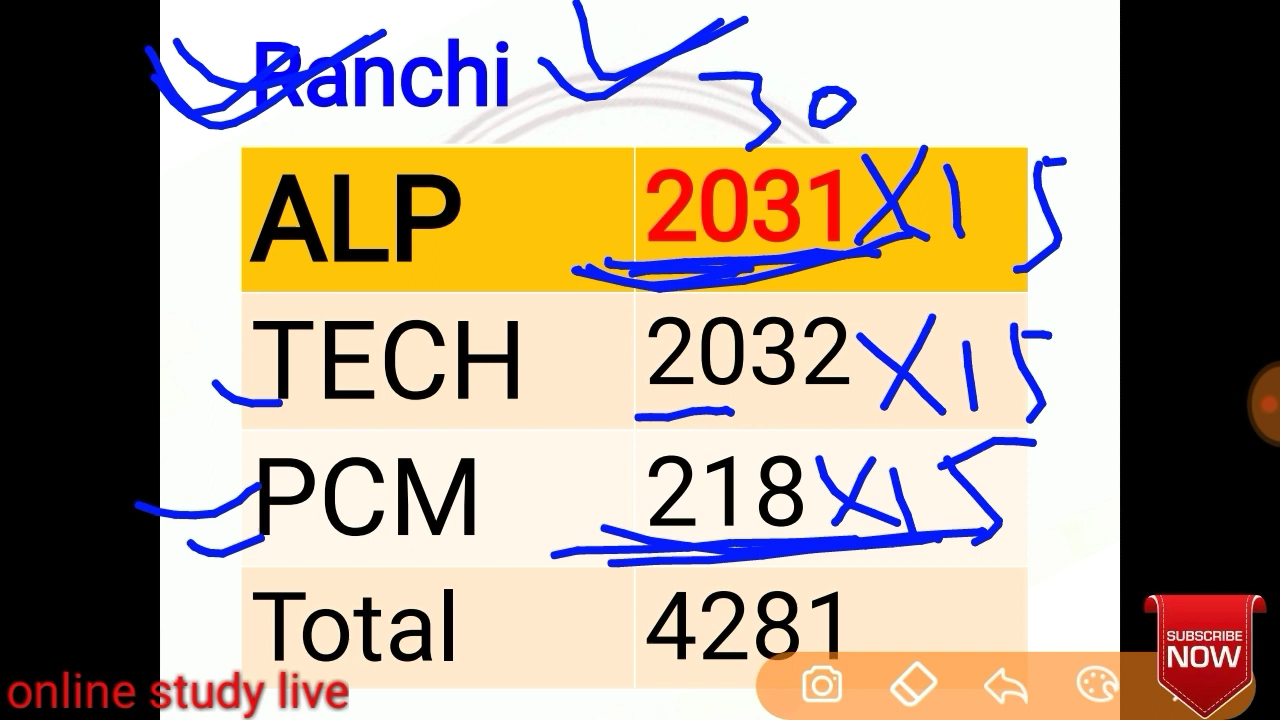 Ranchi
30
ALP 2031 X15
TECH 2032 X15
PCM 218 X15
Total 4281
SUBSCRIBE
NOW
online study live